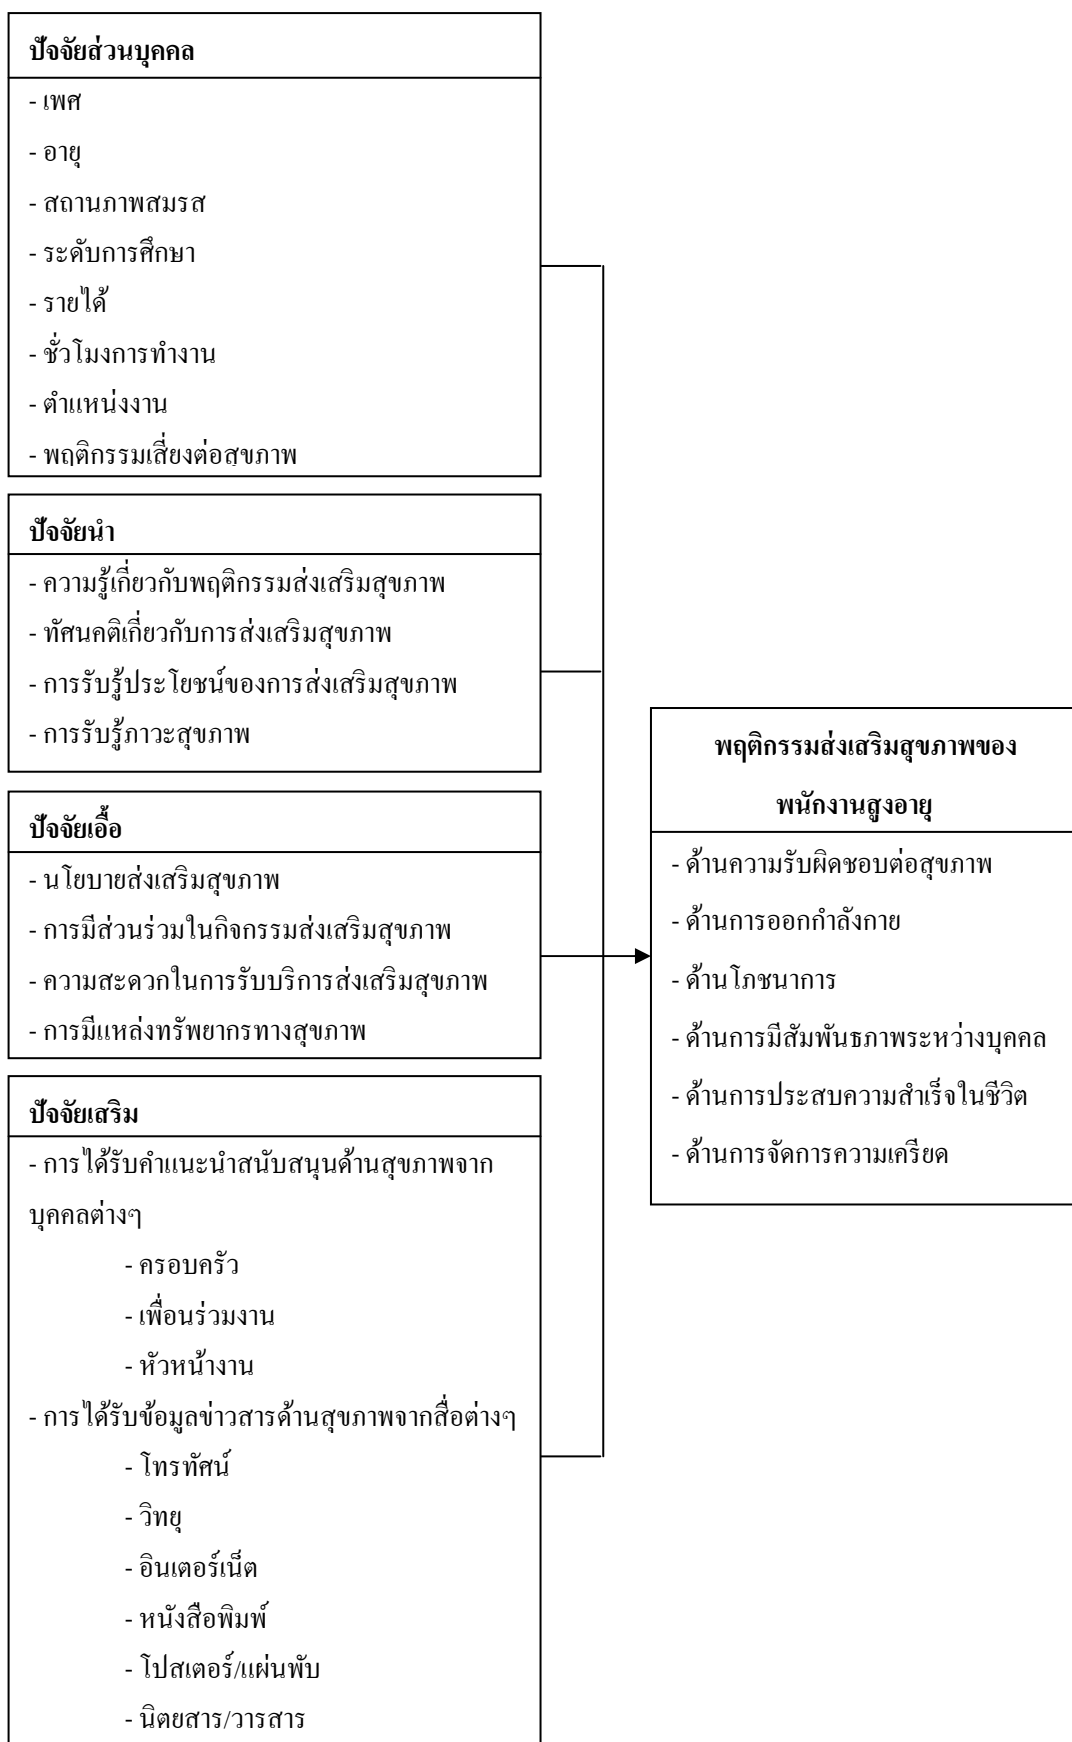 ปัจจัยส่วนบุคคล
- เพศ
- อายุ
- สถานภาพสมรส
- ระดับการศึกษา
- รายได้
- ชั่วโมงการทำงาน
- ตำแหน่งงาน
- พฤติกรรมเสี่ยงต่อสุขภาพ
ปัจจัยนำ
- ความรู้เกี่ยวกับพฤติกรรมส่งเสริมสุขภาพ
- ทัศนคติเกี่ยวกับการส่งเสริมสุขภาพ
- การรับรู้ประโยชน์ของการส่งเสริมสุขภาพ
- การรับรู้ภาวะสุขภาพ
ปัจจัยเอื้อ
- นโยบายส่งเสริมสุขภาพ
- การมีส่วนร่วมในกิจกรรมส่งเสริมสุขภาพ
- ความสะดวกในการรับบริการส่งเสริมสุขภาพ
- การมีแหล่งทรัพยากรทางสุขภาพ
ปัจจัยเสริม
- การได้รับคำแนะนำสนับสนุนด้านสุขภาพจาก
บุคคลต่างๆ
- ครอบครัว
- เพื่อนร่วมงาน
- หัวหน้างาน
- การได้รับข้อมูลข่าวสารด้านสุขภาพจากสื่อต่างๆ
- โทรทัศน์
- วิทยุ
- อินเตอร์เน็ต
- หนังสือพิมพ์
- โปสเตอร์/แผ่นพับ
- นิตยสาร/วารสาร
พฤติกรรมส่งเสริมสุขภาพของ
พนักงานสูงอายุ
- ด้านความรับผิดชอบต่อสุขภาพ
- ด้านการออกกำลังกาย
- ด้านโภชนาการ
- ด้านการมีสัมพันธภาพระหว่างบุคคล
- ด้านการประสบความสำเร็จในชีวิต
- ด้านการจัดการความเครียด